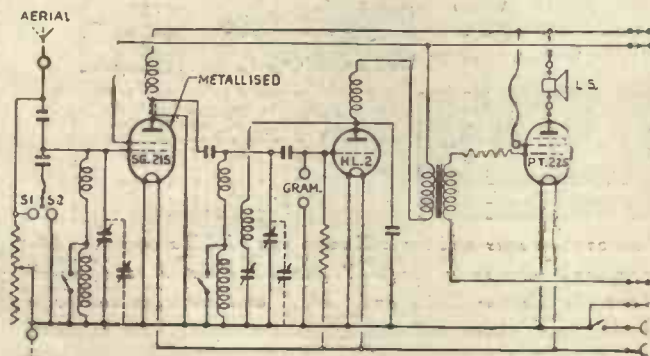 AERIAL
METALLISED
L.S.
SG.215
HL.2
PT.225
GRAM.
S1
S2